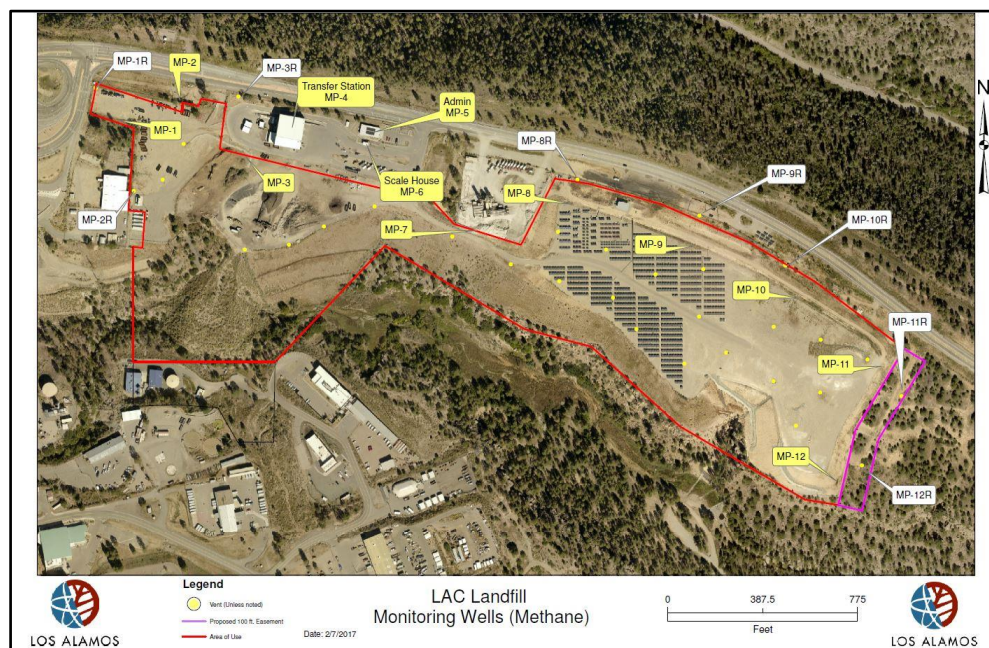 MP-1R
MP-2
MP-3R
Transfer Station
MP-4
Admin
MP-5
N
MP-1
MP-8R
MP-9R
MP-3
Scale House
MP-6
MP-8
MP-2R
MP-7
MP-9
MP-10R
MP-10
MP-11R
MP-11
MP-12
MP-12R
LOS ALAMOS
Legend
Vent (Unless noted)
Proposed 100 ft. Easement
Area of Use
Date: 2/7/2017
LAC Landfill
Monitoring Wells (Methane)
0 387.5 775
Feet
LOS ALAMOS